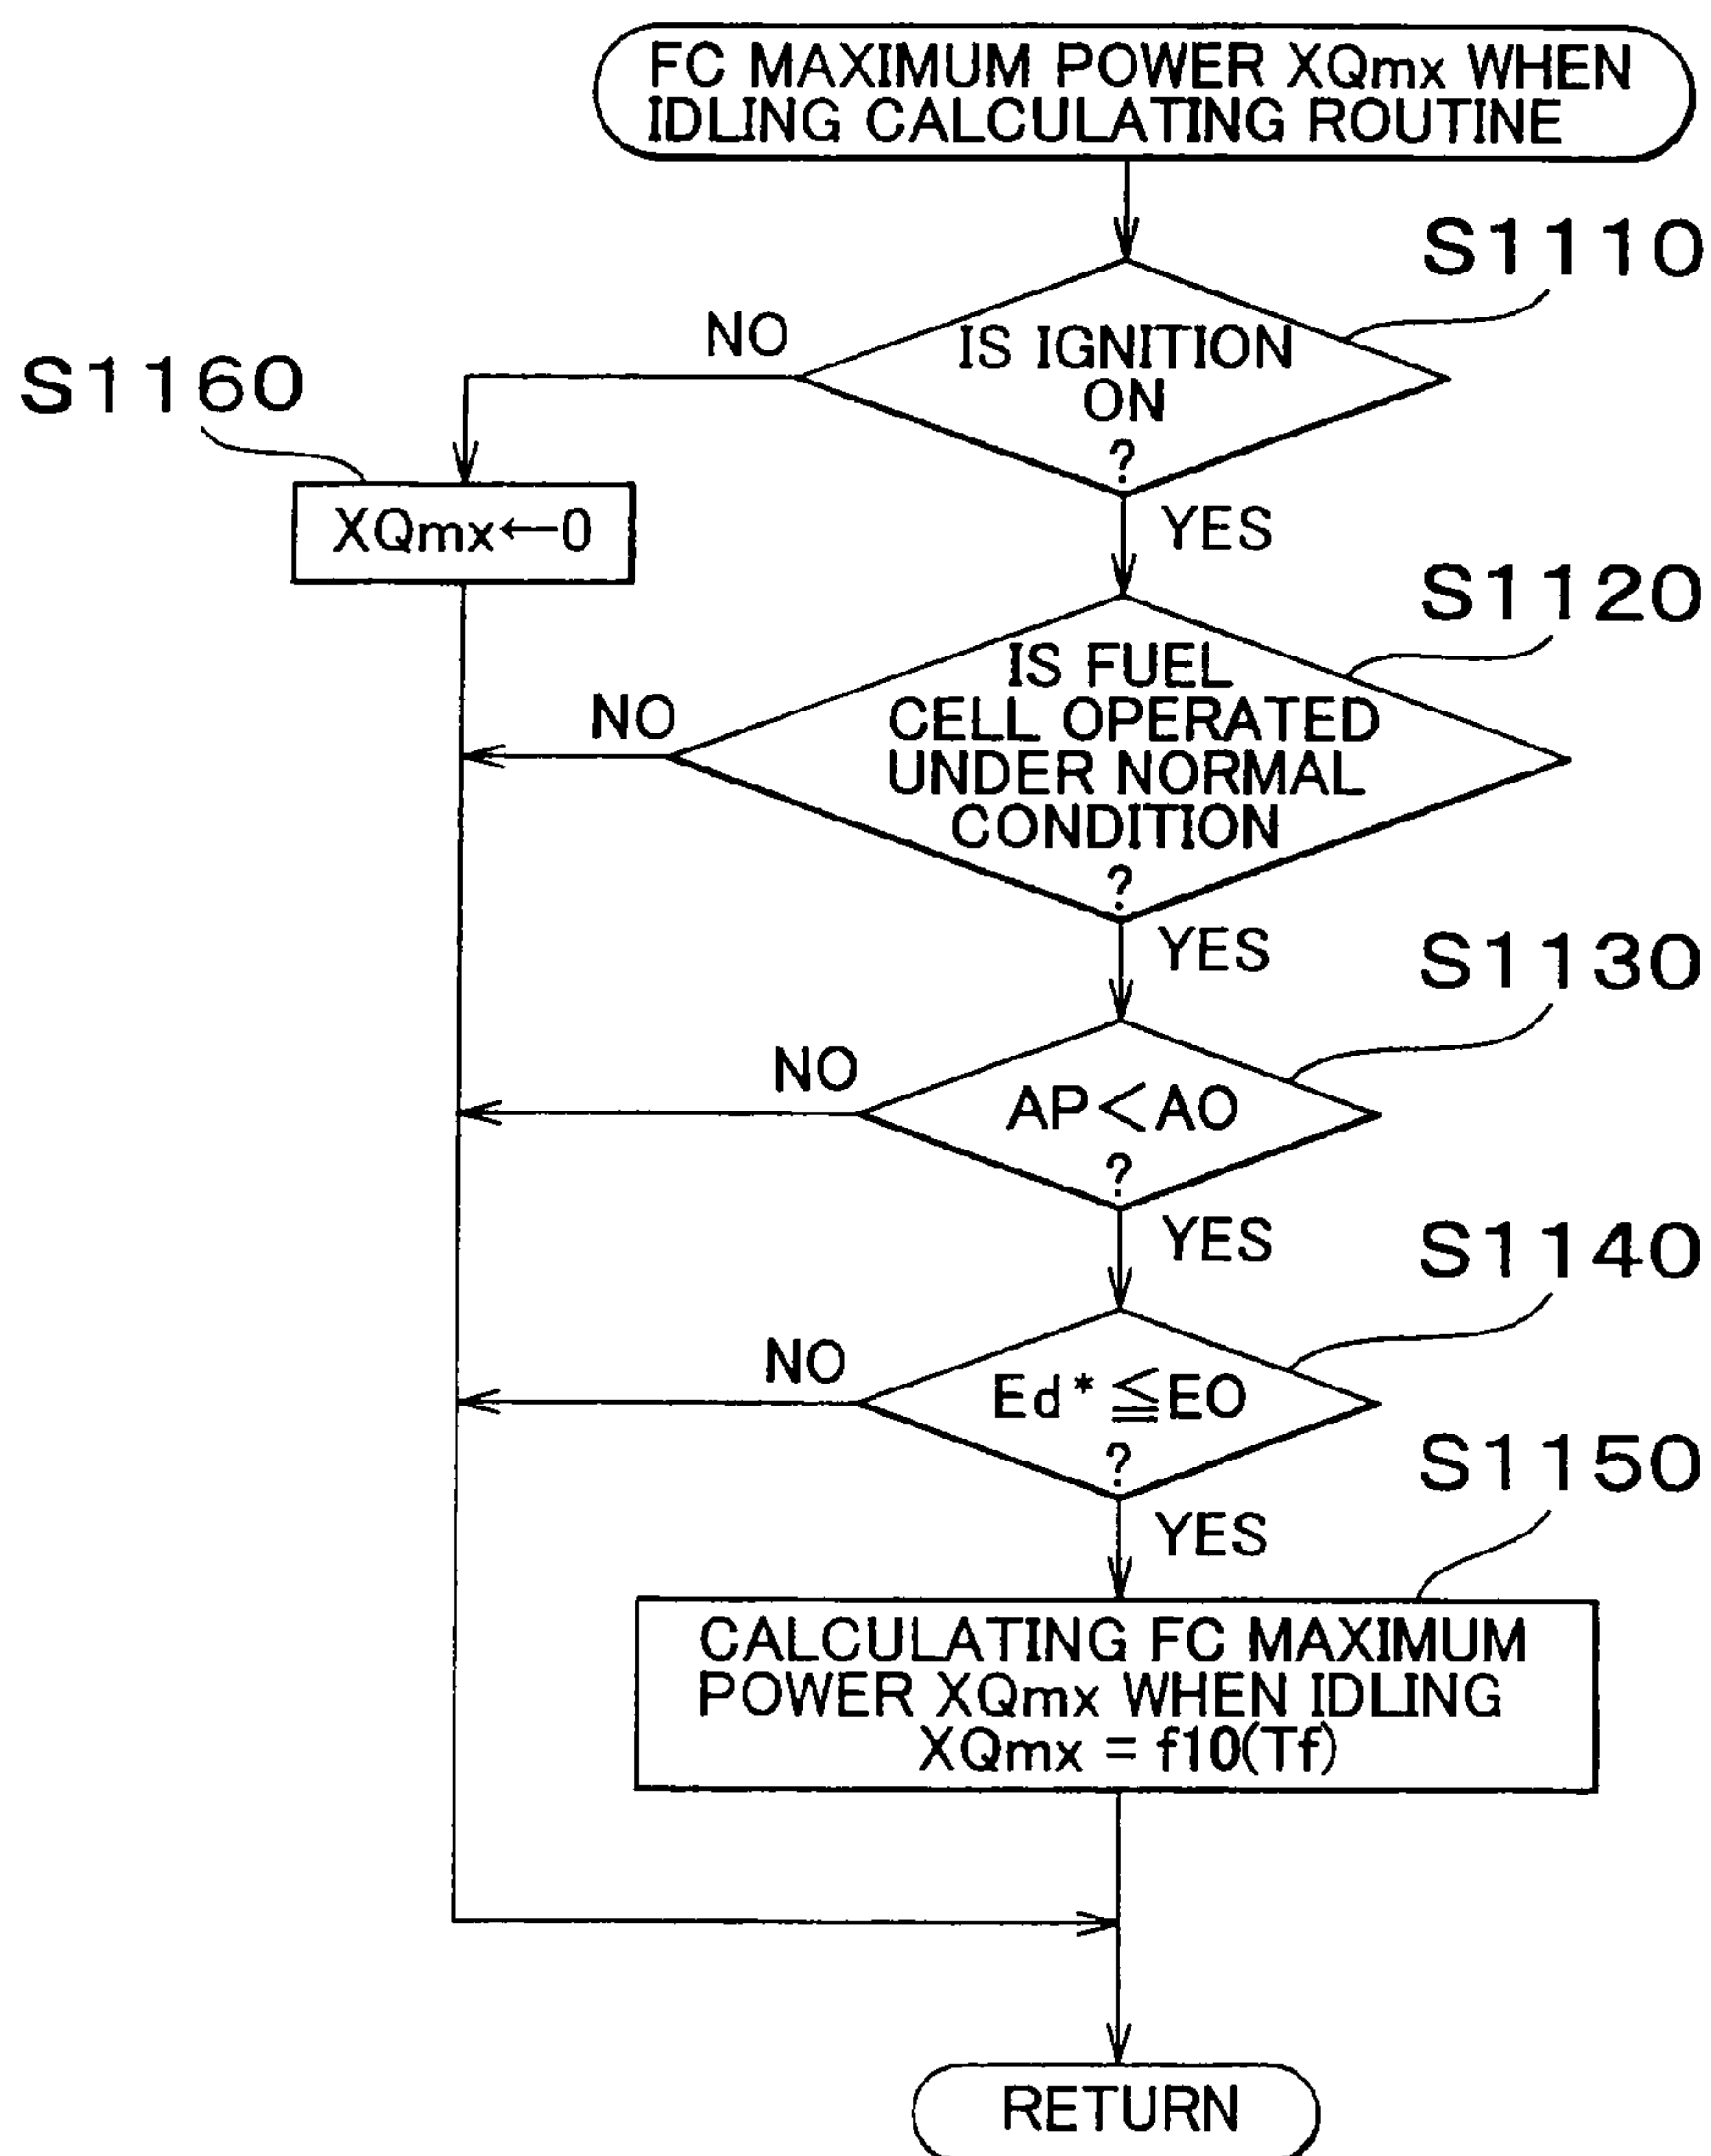 FC MAXIMUM POWER XQmx WHEN
IDLING CALCULATING ROUTINE
S1110
NO
IS IGNITION
ON
?
S1160
XQmx←0
YES
S1120
IS FUEL
CELL OPERATED
UNDER NORMAL
CONDITION
?
NO
YES
S1130
NO
AP<AO
?
YES
S1140
NO
Ed*≦EO
?
S1150
YES
CALCULATING FC MAXIMUM
POWER XQmx WHEN IDLING
XQmx = f10(Tf)
RETURN